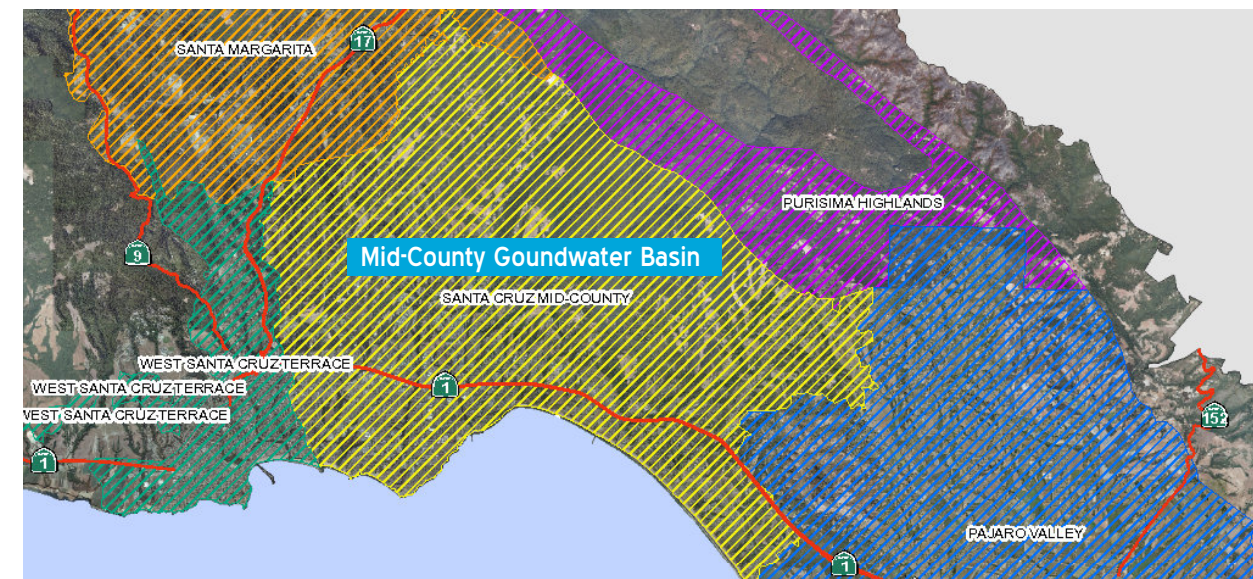 SANTA MARGARITA
17
PURISIMA HIGHLANDS
9
Mid-County Goundwater Basin
SANTA CRUZ MID-COUNTY
WEST SANTA CRUZ TERRACE
WEST SANTA CRUZ TERRACE
WEST SANTA CRUZ TERRACE
1
152
1
PAJARO VALLEY
1